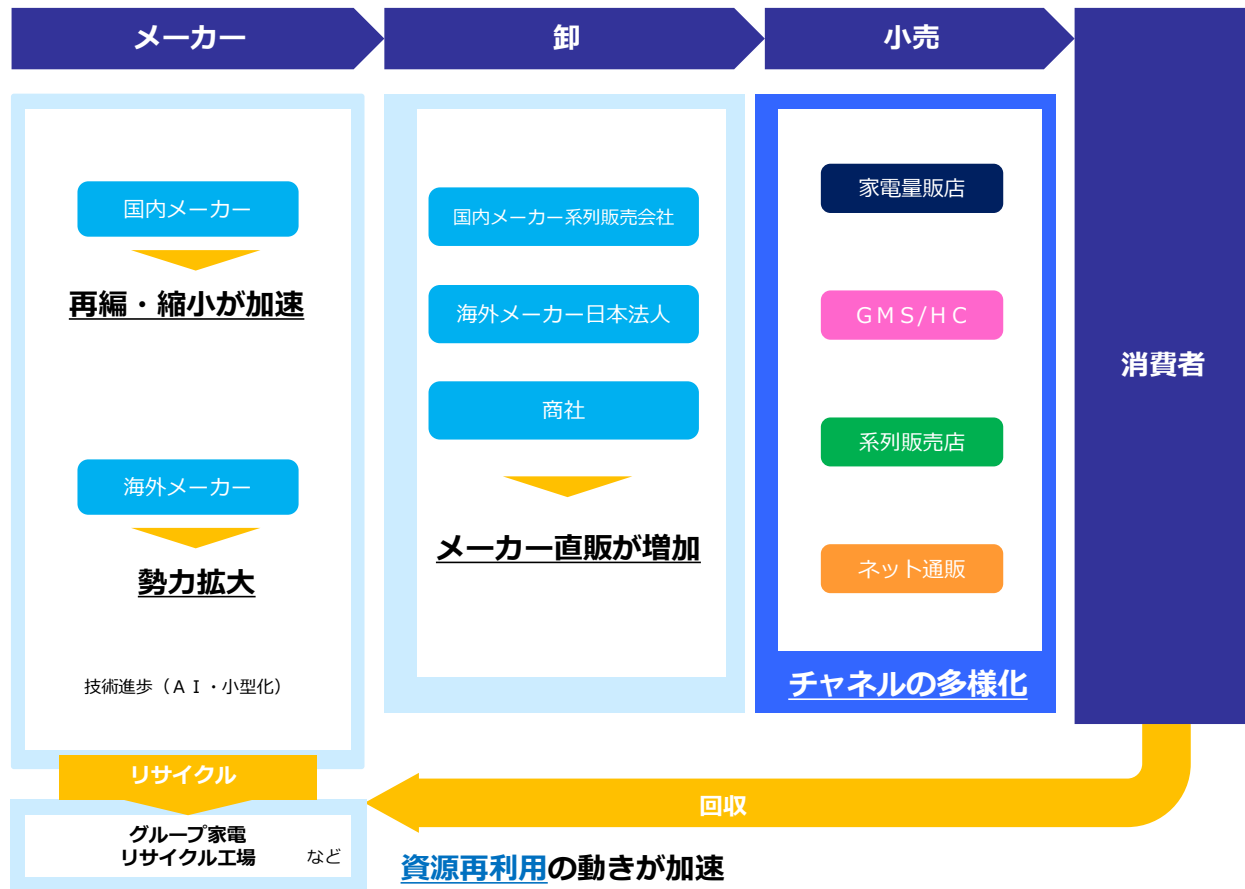 メーカー
卸
小売
消費者
国内メーカー
再編・縮小が加速
海外メーカー
勢力拡大
技術進歩（ＡＩ・小型化）
国内メーカー系列販売会社
海外メーカー日本法人
商社
メーカー直販が増加
家電量販店
ＧＭＳ/ＨＣ
系列販売店
ネット通販
チャネルの多様化
リサイクル
グループ家電
リサイクル工場 など
回収
資源再利用の動きが加速